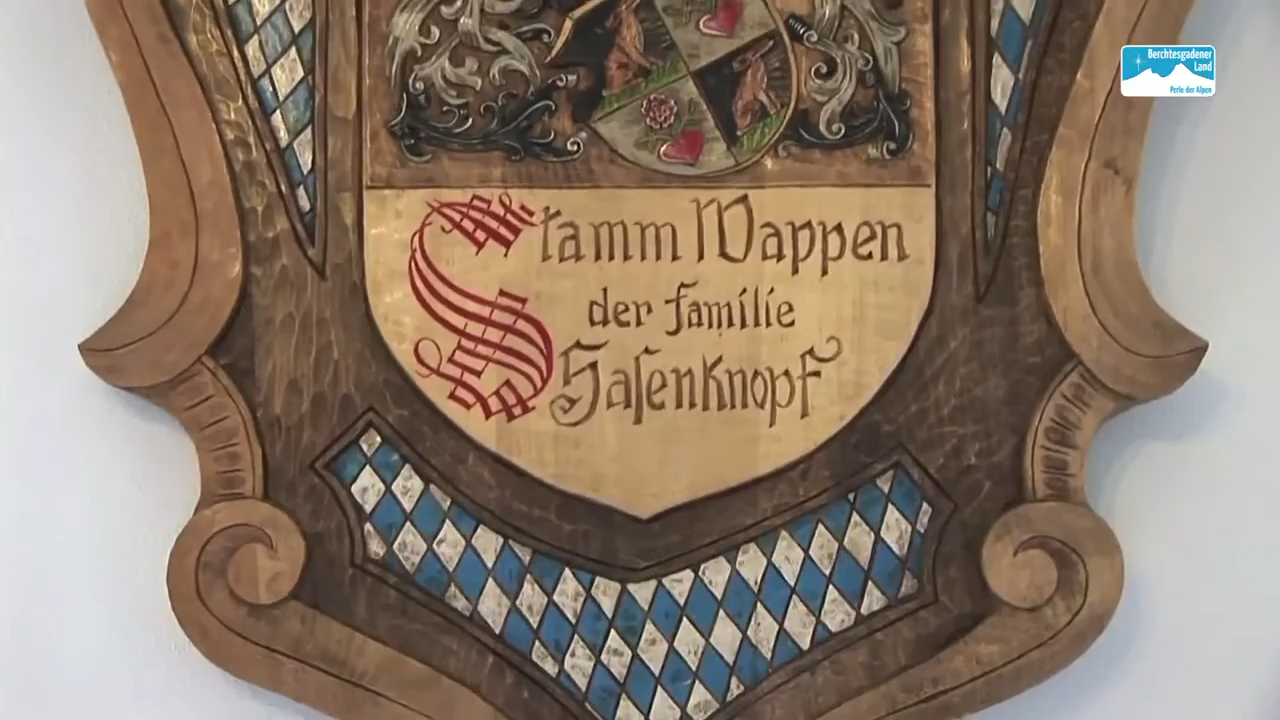 Berchtesgadener
Land
Perle der Alpen
Stamm Wappen
der Familie
Hasenknopf